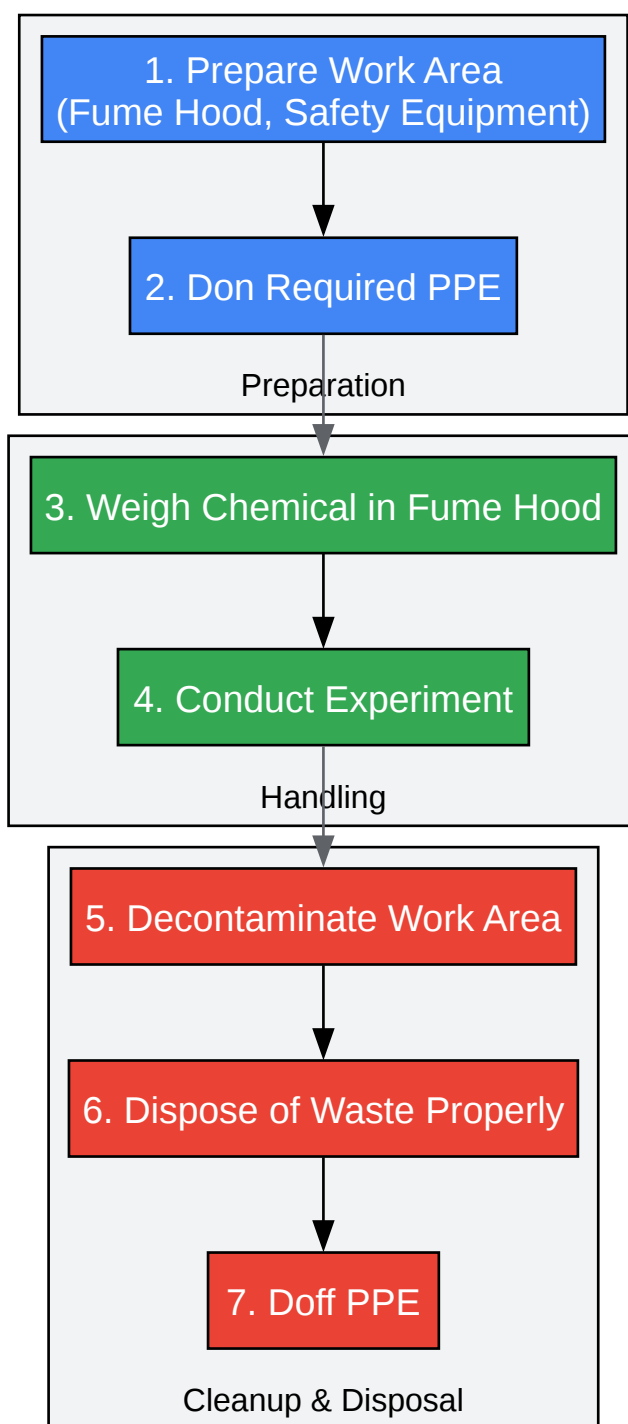 1. Prepare Work Area
(Fume Hood, Safety Equipment)
2. Don Required PPE
Preparation
3. Weigh Chemical in Fume Hood
4. Conduct Experiment
Handling
5. Decontaminate Work Area
6. Dispose of Waste Properly
7. Doff PPE
Cleanup & Disposal